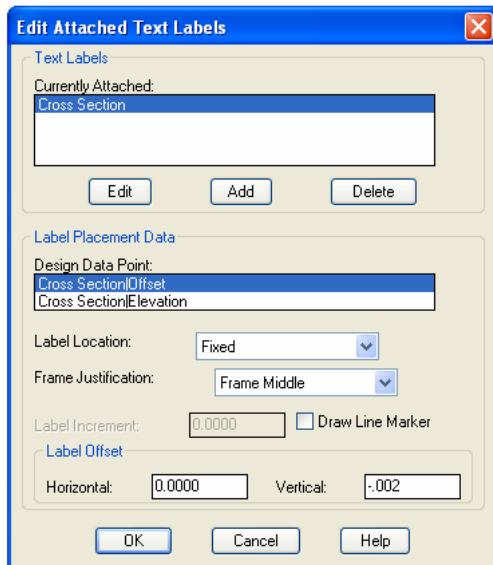 Edit Attached Text Labels
Text Labels
Currently Attached:
Cross Section
Edit Add Delete
Label Placement Data
Design Data Point:
Cross Section|Offset
Cross Section|Elevation
Label Location: Fixed
Frame Justification: Frame Middle
Label Increment: 0.0000 Draw Line Marker
Label Offset
Horizontal: 0.0000 Vertical: -.002
OK Cancel Help